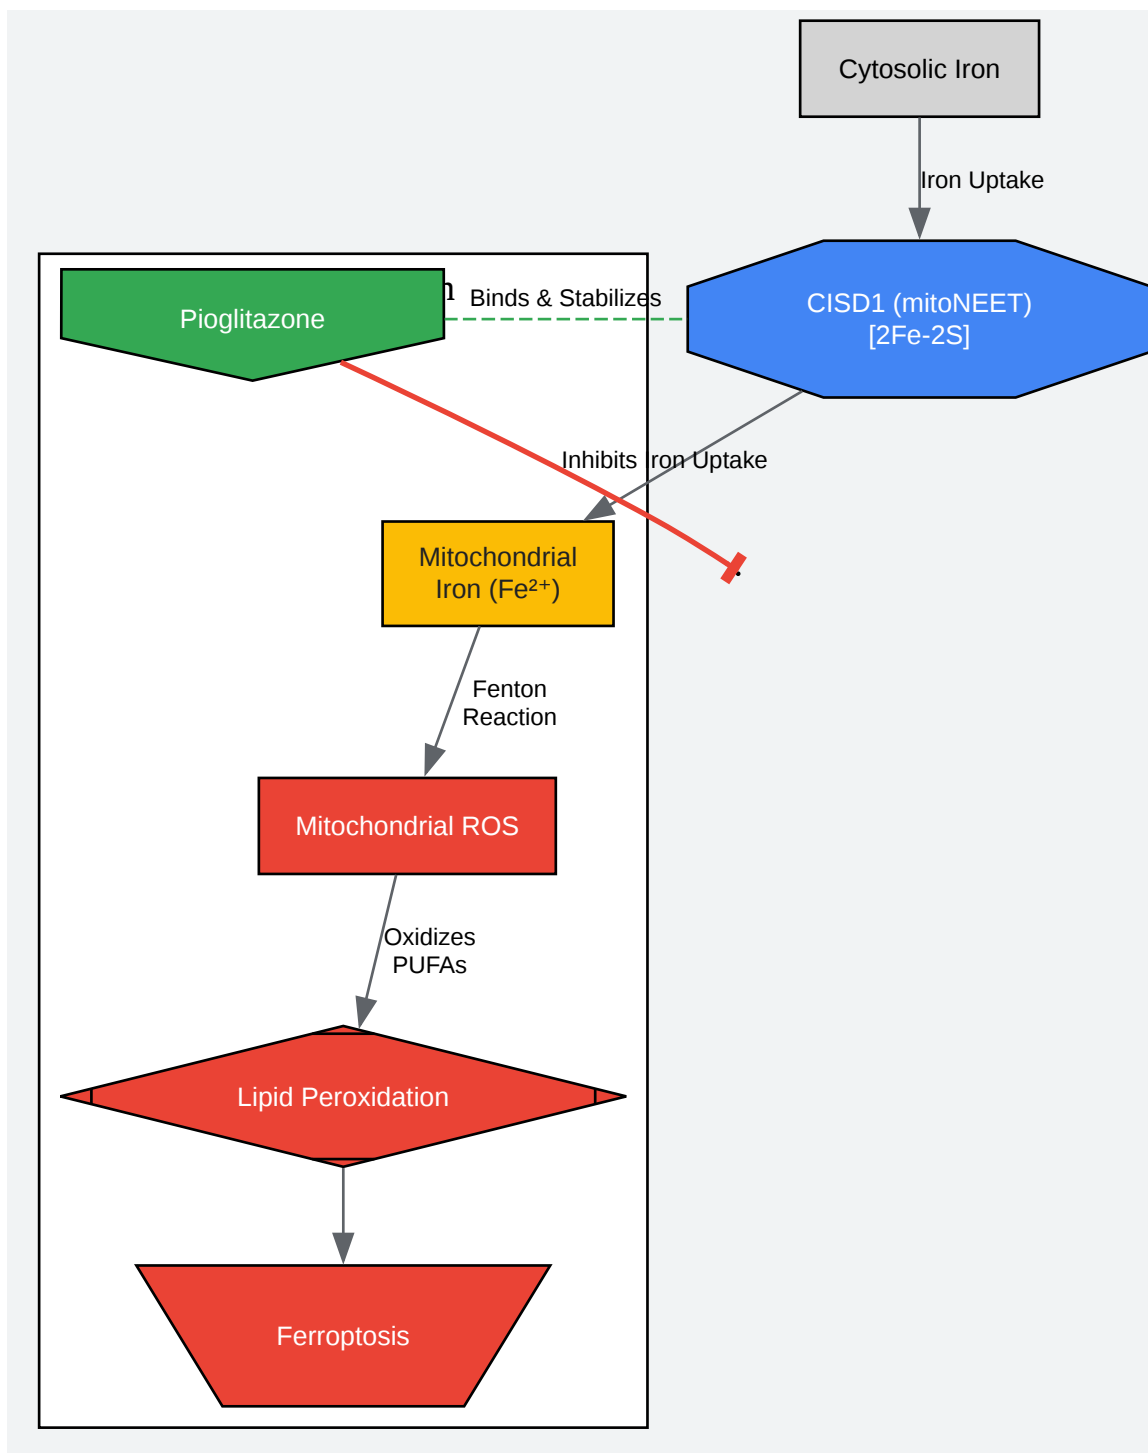 Cytosolic Iron
Iron Uptake
Pioglitazone
Binds & Stabilizes
CISD1 (mitoNEET)
[2Fe-2S]
Inhibits Iron Uptake
Mitochondrial
Iron (Fe²⁺)
Fenton
Reaction
Mitochondrial ROS
Oxidizes
PUFAs
Lipid Peroxidation
Ferroptosis